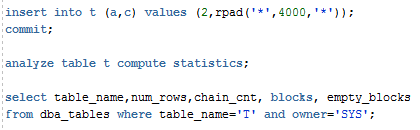 insert into t (a,c) values (2,rpad('*',4000,'*'));
commit;
analyze table t compute statistics;
select table_name,num_rows,chain_cnt, blocks, empty_blocks
from dba_tables where table_name='T' and owner='SYS';